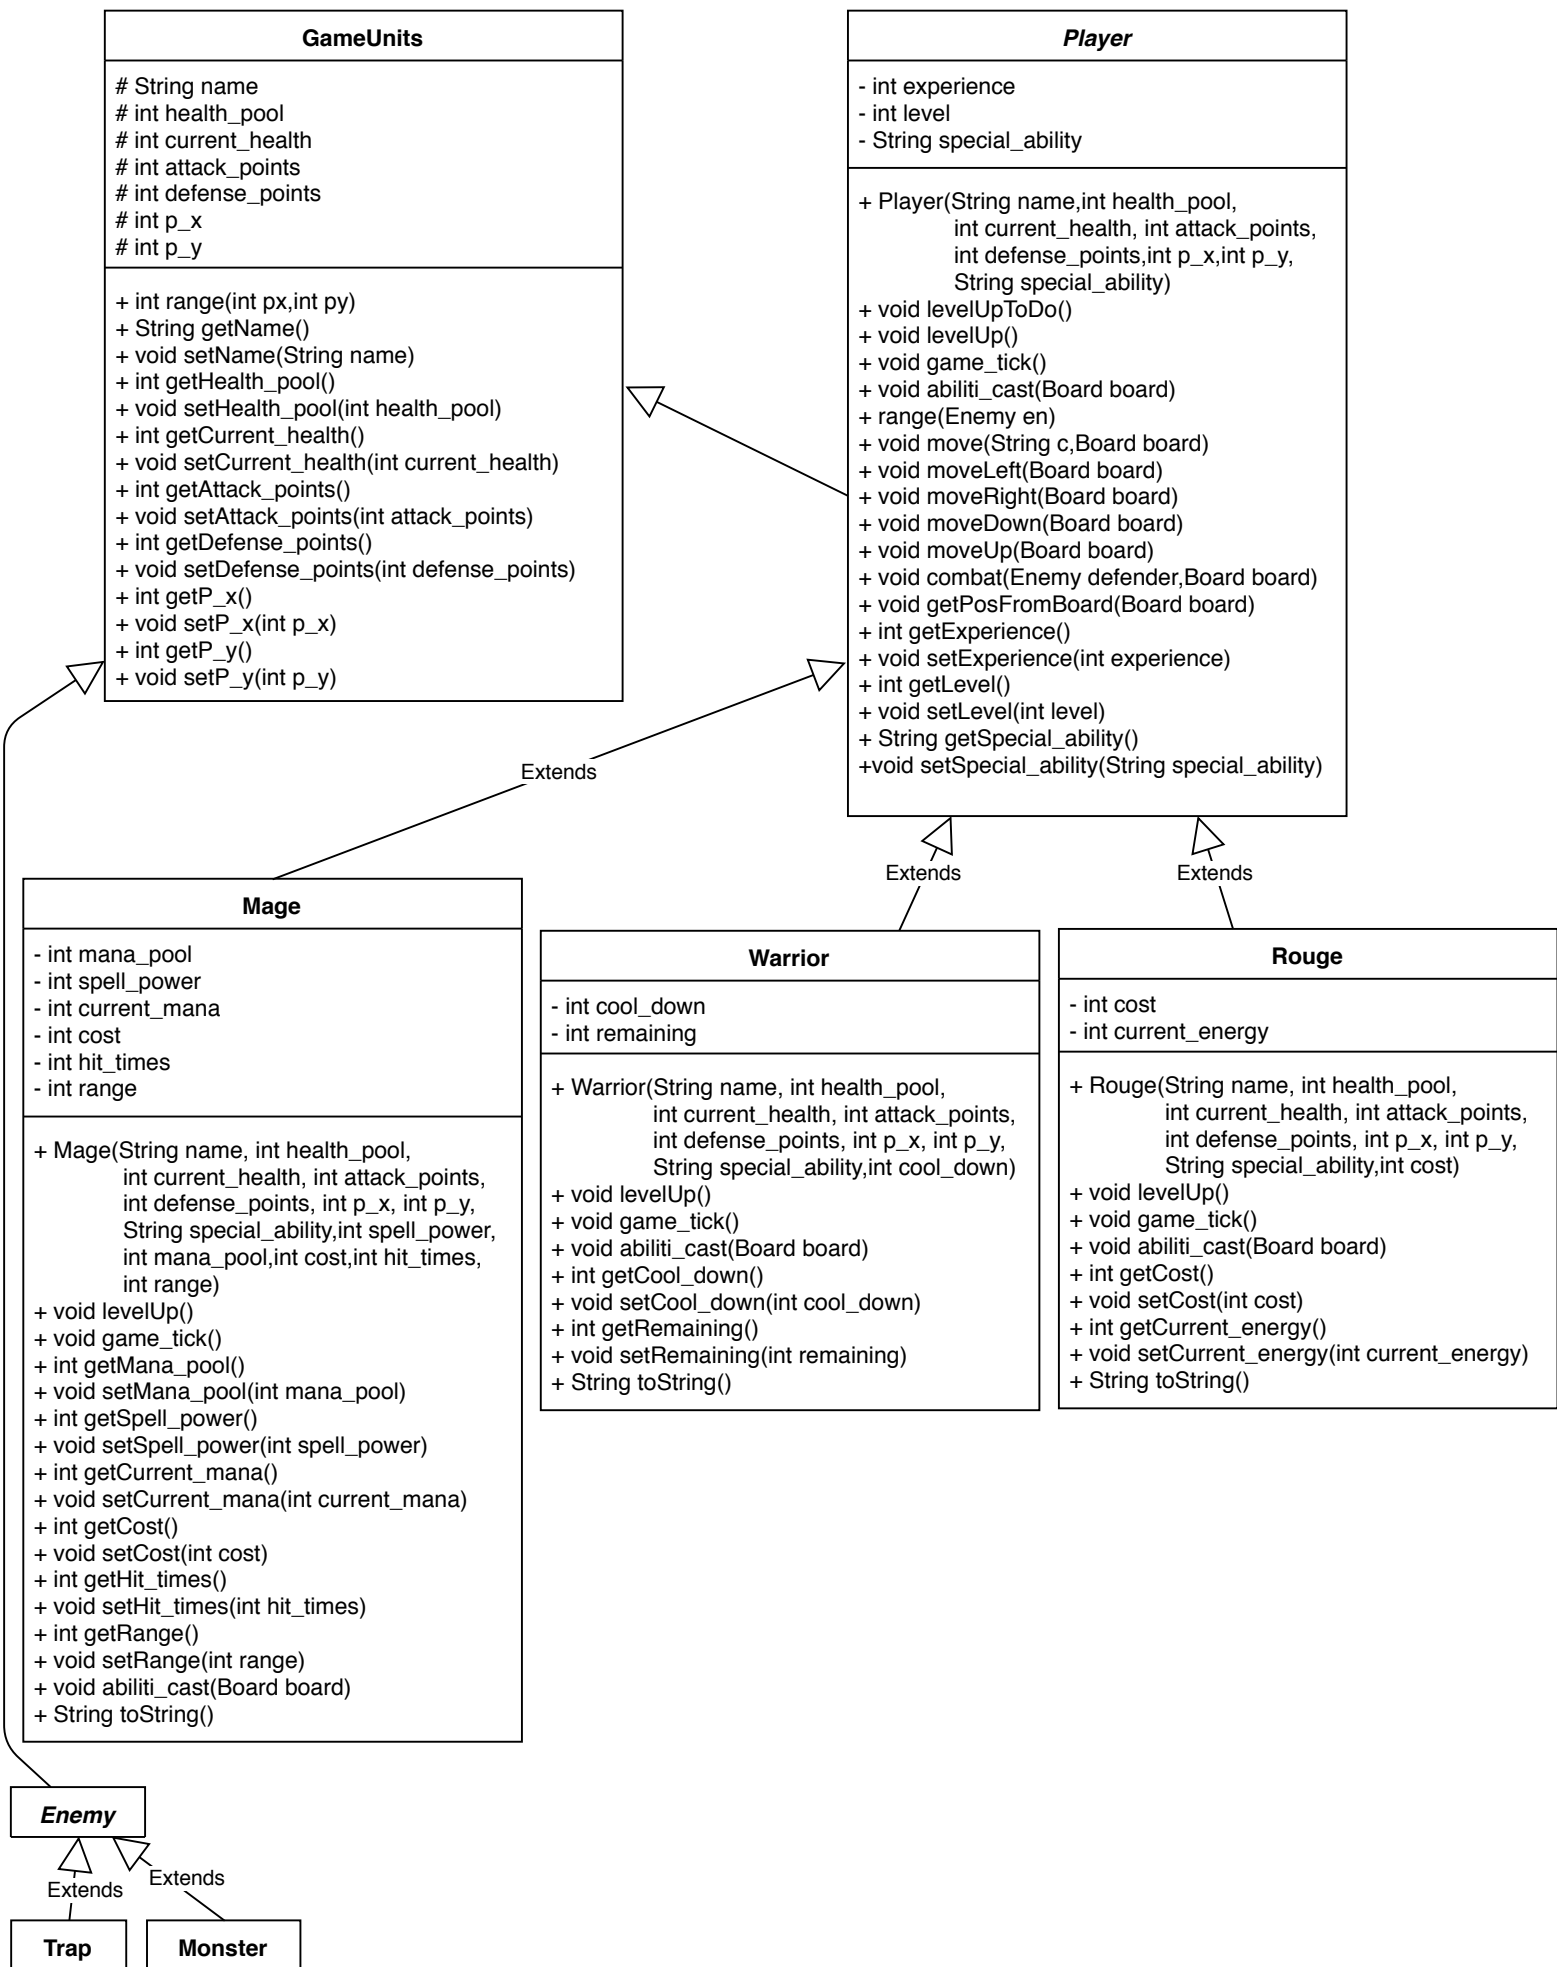 GameUnits
# String name
# int health_pool
# int current_health
# int attack_points
# int defense_points
# int p_x
# int p_y
+ int range(int px,int py)
+ String getName()
+ void setName(String name)
+ int getHealth_pool()
+ void setHealth_pool(int health_pool)
+ int getCurrent_health()
+ void setCurrent_health(int current_health)
+ int getAttack_points()
+ void setAttack_points(int attack_points)
+ int getDefense_points()
+ void setDefense_points(int defense_points)
+ int getP_x()
+ void setP_x(int p_x)
+ int getP_y()
+ void setP_y(int p_y)
Player
- int experience
- int level
- String special_ability
+ Player(String name,int health_pool,
int current_health, int attack_points,
int defense_points,int p_x,int p_y,
String special_ability)
+ void levelUpToDo()
+ void levelUp()
+ void game_tick()
+ void abiliti_cast(Board board)
+ range(Enemy en)
+ void move(String c,Board board)
+ void moveLeft(Board board)
+ void moveRight(Board board)
+ void moveDown(Board board)
+ void moveUp(Board board)
+ void combat(Enemy defender,Board board)
+ void getPosFromBoard(Board board)
+ int getExperience()
+ void setExperience(int experience)
+ int getLevel()
+ void setLevel(int level)
+ String getSpecial_ability()
+void setSpecial_ability(String special_ability)
Extends
Extends
Extends
Mage
- int mana_pool
- int spell_power
- int current_mana
- int cost
- int hit_times
- int range
+ Mage(String name, int health_pool,
int current_health, int attack_points,
int defense_points, int p_x, int p_y,
String special_ability,int spell_power,
int mana_pool,int cost,int hit_times,
int range)
+ void levelUp()
+ void game_tick()
+ int getMana_pool()
+ void setMana_pool(int mana_pool)
+ int getSpell_power()
+ void setSpell_power(int spell_power)
+ int getCurrent_mana()
+ void setCurrent_mana(int current_mana)
+ int getCost()
+ void setCost(int cost)
+ int getHit_times()
+ void setHit_times(int hit_times)
+ int getRange()
+ void setRange(int range)
+ void abiliti_cast(Board board)
+ String toString()
Warrior
- int cool_down
- int remaining
+ Warrior(String name, int health_pool,
int current_health, int attack_points,
int defense_points, int p_x, int p_y,
String special_ability,int cool_down)
+ void levelUp()
+ void game_tick()
+ void abiliti_cast(Board board)
+ int getCool_down()
+ void setCool_down(int cool_down)
+ int getRemaining()
+ void setRemaining(int remaining)
+ String toString()
Rouge
- int cost
- int current_energy
+ Rouge(String name, int health_pool,
int current_health, int attack_points,
int defense_points, int p_x, int p_y,
String special_ability,int cost)
+ void levelUp()
+ void game_tick()
+ void abiliti_cast(Board board)
+ int getCost()
+ void setCost(int cost)
+ int getCurrent_energy()
+ void setCurrent_energy(int current_energy)
+ String toString()
Enemy
Extends
Extends
Trap
Monster